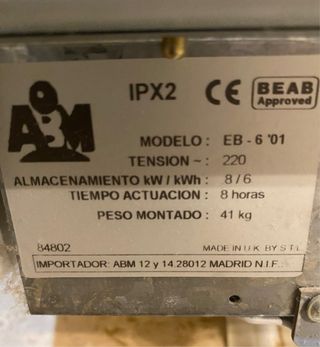 ABM
IPX2 CE BEAB
Approved
MODELO : EB - 6 '01
TENSION ~ : 220
ALMACENAMIENTO kW / kWh : 8 / 6
TIEMPO ACTUACION : 8 horas
PESO MONTADO : 41 kg
84802 MADE IN U.K. BY S.T.I.
IMPORTADOR: ABM 12 y 14.28012 MADRID N.I.F.: